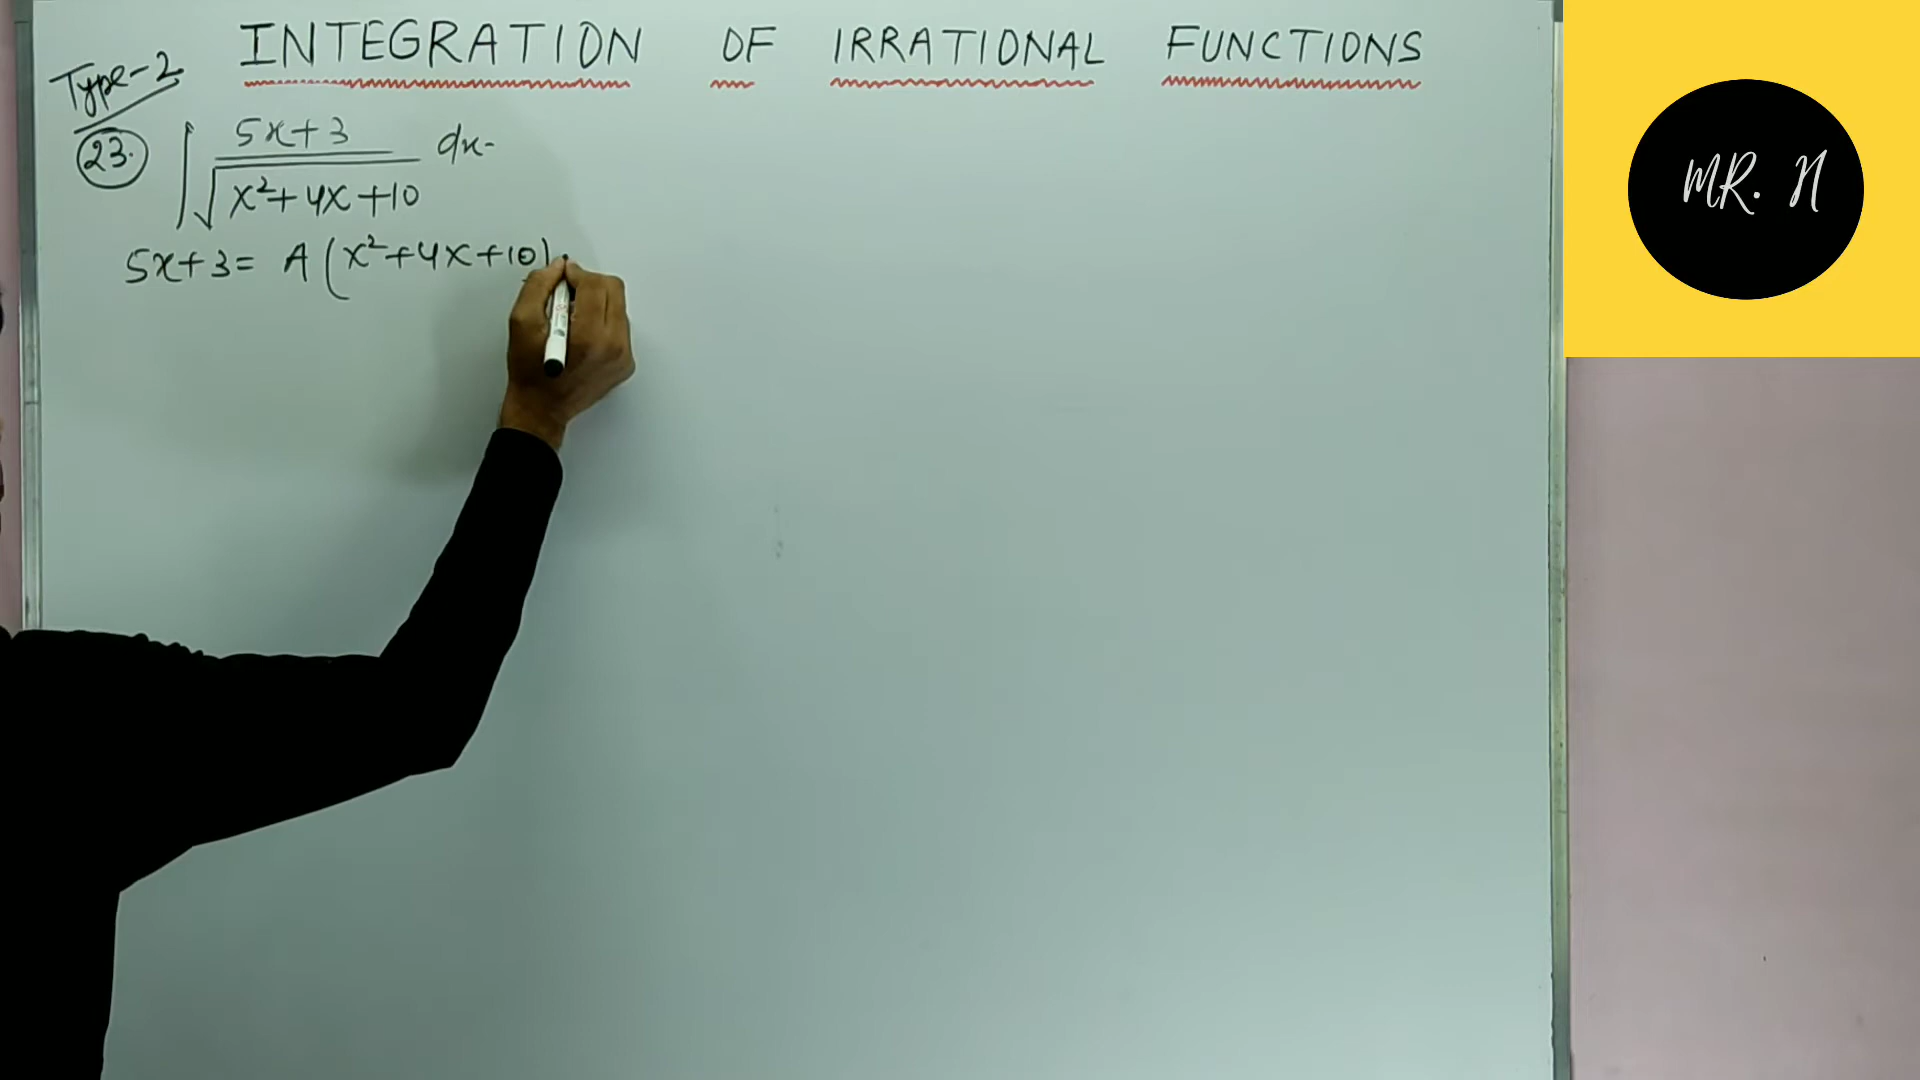 INTEGRATION OF IRRATIONAL FUNCTIONS
Type-2
23. ∫ 5x+3 / √x²+4x+10 dx
5x+3 = A (x²+4x+10)
MR. N